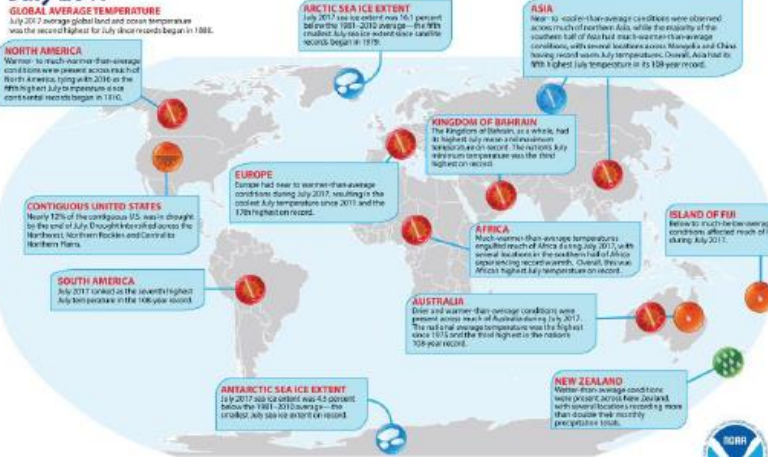 July 20
GLOBAL AVERAGE TEMPERATURE
July 2017 average global land and ocean temperature
was the second highest for July since records began in 1880.
ARCTIC SEA ICE EXTENT
July 2017 sea ice extent was 16.1 percent
below the 1981–2010 average—the fifth
smallest July sea ice extent since satellite
records began in 1979.
ASIA
Near- to cooler-than-average conditions were observed
across much of northern Asia, while the majority of the
southern half of Asia had much-warmer-than-average
conditions, with several locations across Mongolia and China
having record warm July temperatures. Overall, Asia had its
fifth highest July temperature in its 108-year record.
NORTH AMERICA
Warmer- to much-warmer-than-average
conditions were present across much of
North America, tying with 2016 as the
fifth highest July temperature since
continental records began in 1910.
KINGDOM OF BAHRAIN
The Kingdom of Bahrain, as a whole, had
its highest July mean and maximum
temperature on record. The nation's July
minimum temperature was the third
highest on record.
EUROPE
Europe had near to warmer-than-average
conditions during July 2017, resulting in the
coolest July temperature since 2011 and the
17th highest on record.
CONTIGUOUS UNITED STATES
Nearly 12% of the contiguous U.S. was in drought
by the end of July. Drought intensified across the
Northwest, Northern Rockies and Central to
Northern Plains.
ISLAND OF FIJI
Below to much-below-average
conditions affected much of
during July 2017.
AFRICA
Much-warmer-than-average temperatures
engulfed much of Africa during July 2017, with
several locations in the southern half of Africa
experiencing record warmth. Overall, this was
African highest July temperature on record.
SOUTH AMERICA
July 2017 ranked as the seventh highest
July temperature in the 108-year record.
AUSTRALIA
Drier and warmer-than-average conditions were
present across much of Australia during July 2017.
The national average temperature was the highest
since 1975 and the third highest in the nation's
108-year record.
ANTARCTIC SEA ICE EXTENT
July 2017 sea ice extent was 4.5 percent
below the 1981–2010 average—the
smallest July sea ice extent on record.
NEW ZEALAND
Wetter-than-average conditions
were present across New Zealand,
with several locations recording more
than double their monthly
precipitation totals.
NOAA